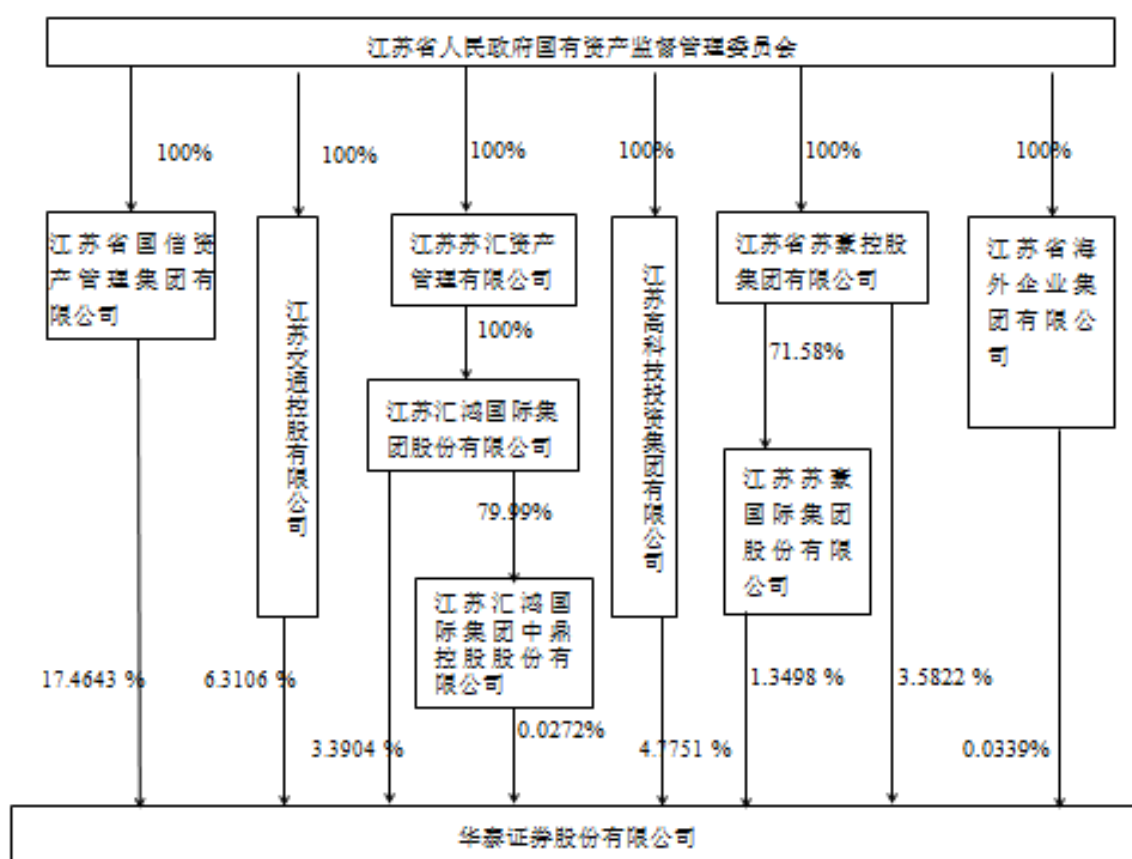 江苏省人民政府国有资产监督管理委员会
100%
100%
100%
100%
100%
100%
江苏省国信资
产管理集团有
限公司
江苏交通控股有限公司
江苏苏汇资产
管理有限公司
江苏高科技投资集团有限公司
江苏省苏豪控股
集团有限公司
江苏省海
外企业集
团有限公
司
100%
71.58%
江苏汇鸿国际集
团股份有限公司
江苏苏豪
国际集团
股份有限
公司
79.99%
江苏汇鸿国
际集团中鼎
控股股份有
限公司
17.4643 %
6.3106 %
3.3904 %
0.0272%
4.7751 %
1.3498 %
3.5822 %
0.0339%
华泰证券股份有限公司